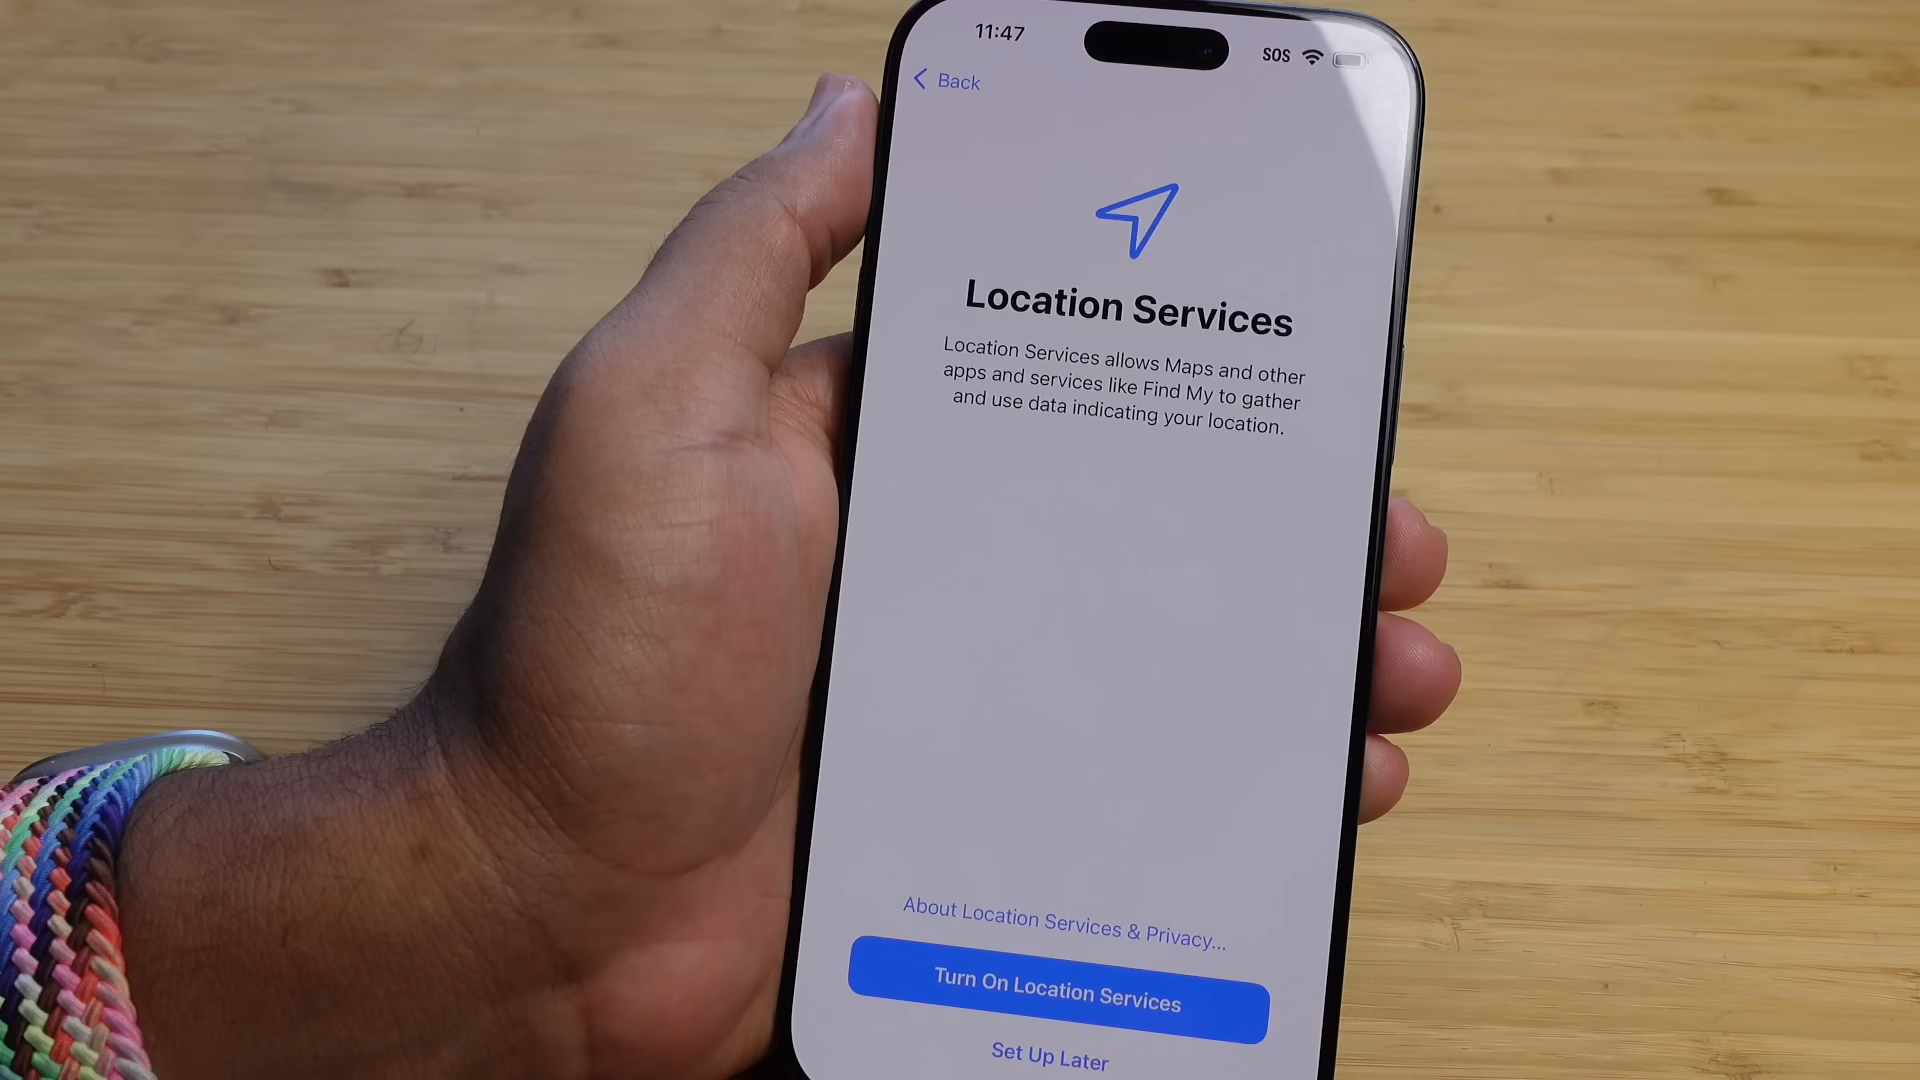 11:47
SOS
Back
Location Services
Location Services allows Maps and other
apps and services like Find My to gather
and use data indicating your location.
About Location Services & Privacy...
Turn On Location Services
Set Up Later